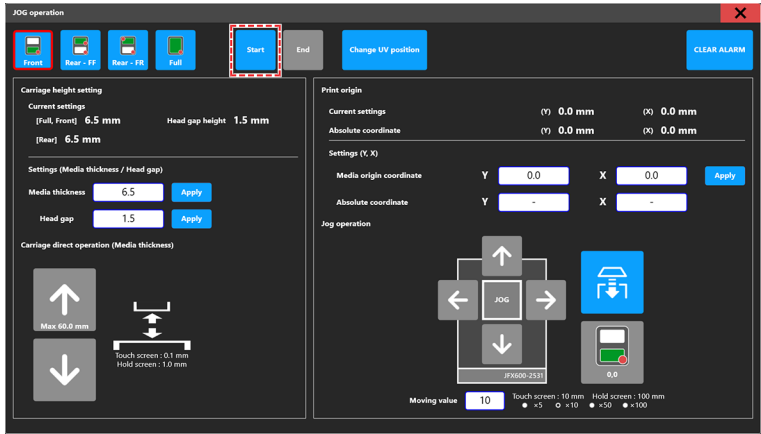 JOG operation
Front
Rear - FF
Rear - FR
Full
Start
End
Change UV position
CLEAR ALARM
Carriage height setting
Current settings
[Full, Front] 6.5 mm Head gap height 1.5 mm
[Rear] 6.5 mm
Settings (Media thickness / Head gap)
Media thickness 6.5 Apply
Head gap 1.5 Apply
Carriage direct operation (Media thickness)
Max 60.0 mm
Touch screen : 0.1 mm
Hold screen : 1.0 mm
Print origin
Current settings (Y) 0.0 mm (X) 0.0 mm
Absolute coordinate (Y) 0.0 mm (X) 0.0 mm
Settings (Y, X)
Media origin coordinate Y 0.0 X 0.0 Apply
Absolute coordinate Y - X -
Jog operation
JOG
JFX600-2531
0,0
Moving value 10 Touch screen : 10 mm Hold screen : 100 mm
×5 ×10 ×50 ×100